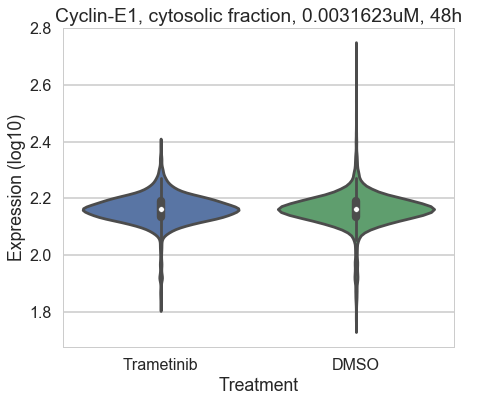 Cyclin-E1, cytosolic fraction, 0.0031623uM, 48h
2.8
2.6
2.4
2.2
2.0
1.8
Expression (log10)
Trametinib DMSO
Treatment